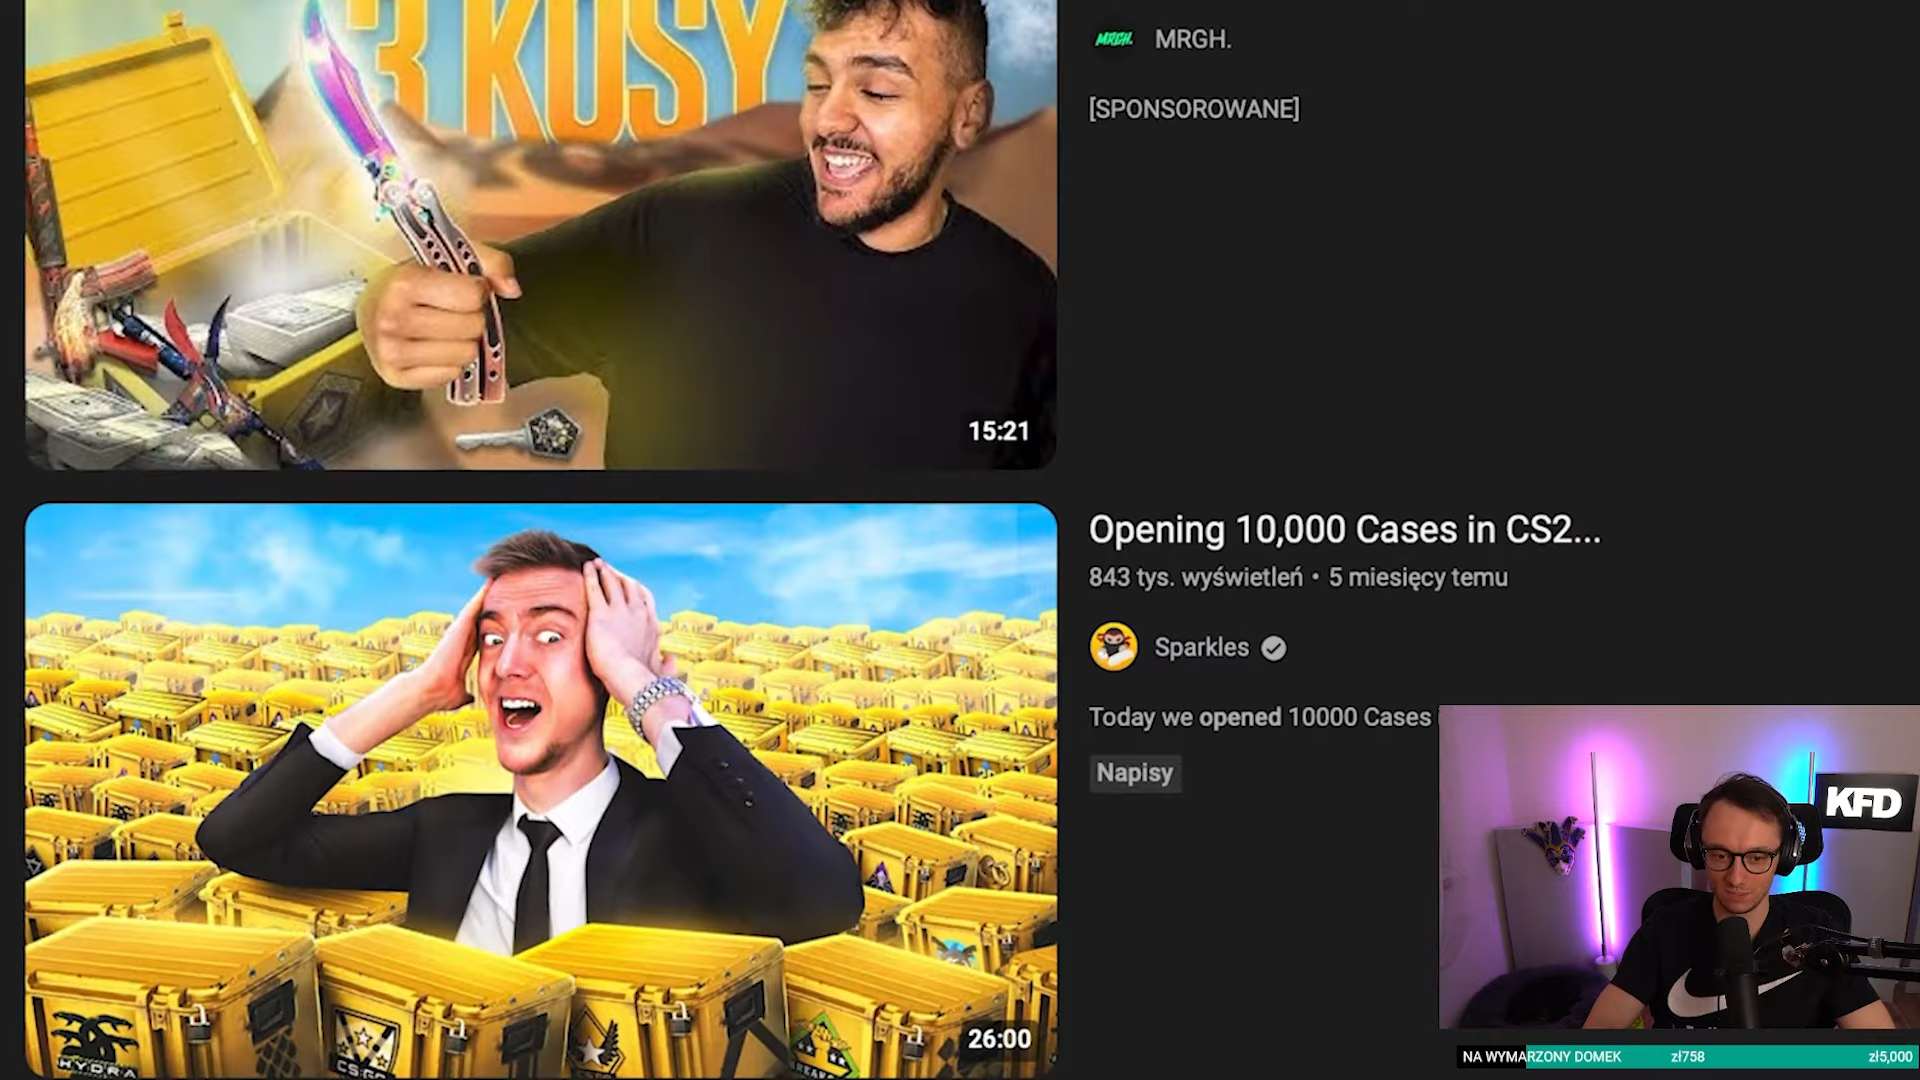 3 KOSY
MRGH.
MRGH.
[SPONSOROWANE]
15:21
Opening 10,000 Cases in CS2...
843 tys. wyświetleń • 5 miesięcy temu
Sparkles
Today we opened 10000 Cases
Napisy
KFD
HYDRA
CS:GO
26:00
NA WYMARZONY DOMEK
zł758
zł5,000